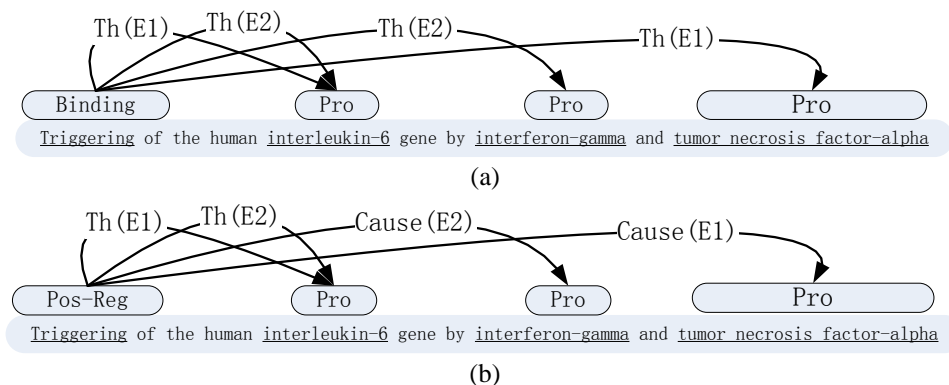 Th(E1) Th(E2) Th(E2) Th(E1)
Binding Pro Pro Pro
Triggering of the human interleukin-6 gene by interferon-gamma and tumor necrosis factor-alpha
(a)
Th(E1) Th(E2) Cause(E2) Cause(E1)
Pos-Reg Pro Pro Pro
Triggering of the human interleukin-6 gene by interferon-gamma and tumor necrosis factor-alpha
(b)